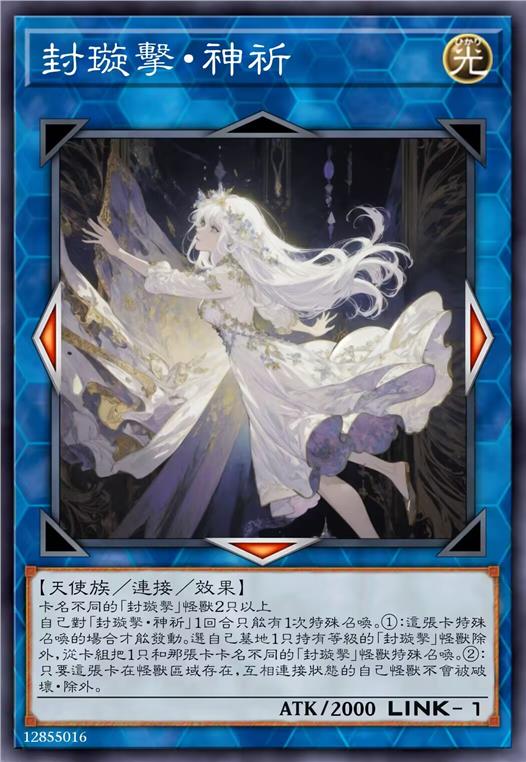 封璇擊・神祈
ひかり
光
【天使族／連接／效果】
卡名不同的「封璇擊」怪獸2只以上
自己對「封璇擊・神祈」1回合只能有1次特殊召喚。①：這張卡特殊
召喚的場合才能發動。選自己墓地1只持有等級的「封璇擊」怪獸除
外，從卡組把1只和那張卡卡名不同的「封璇擊」怪獸特殊召喚。②：
只要這張卡在怪獸區域存在，互相連接狀態的自己怪獸不會被破
壞・除外。
ATK/2000 LINK-1
12855016